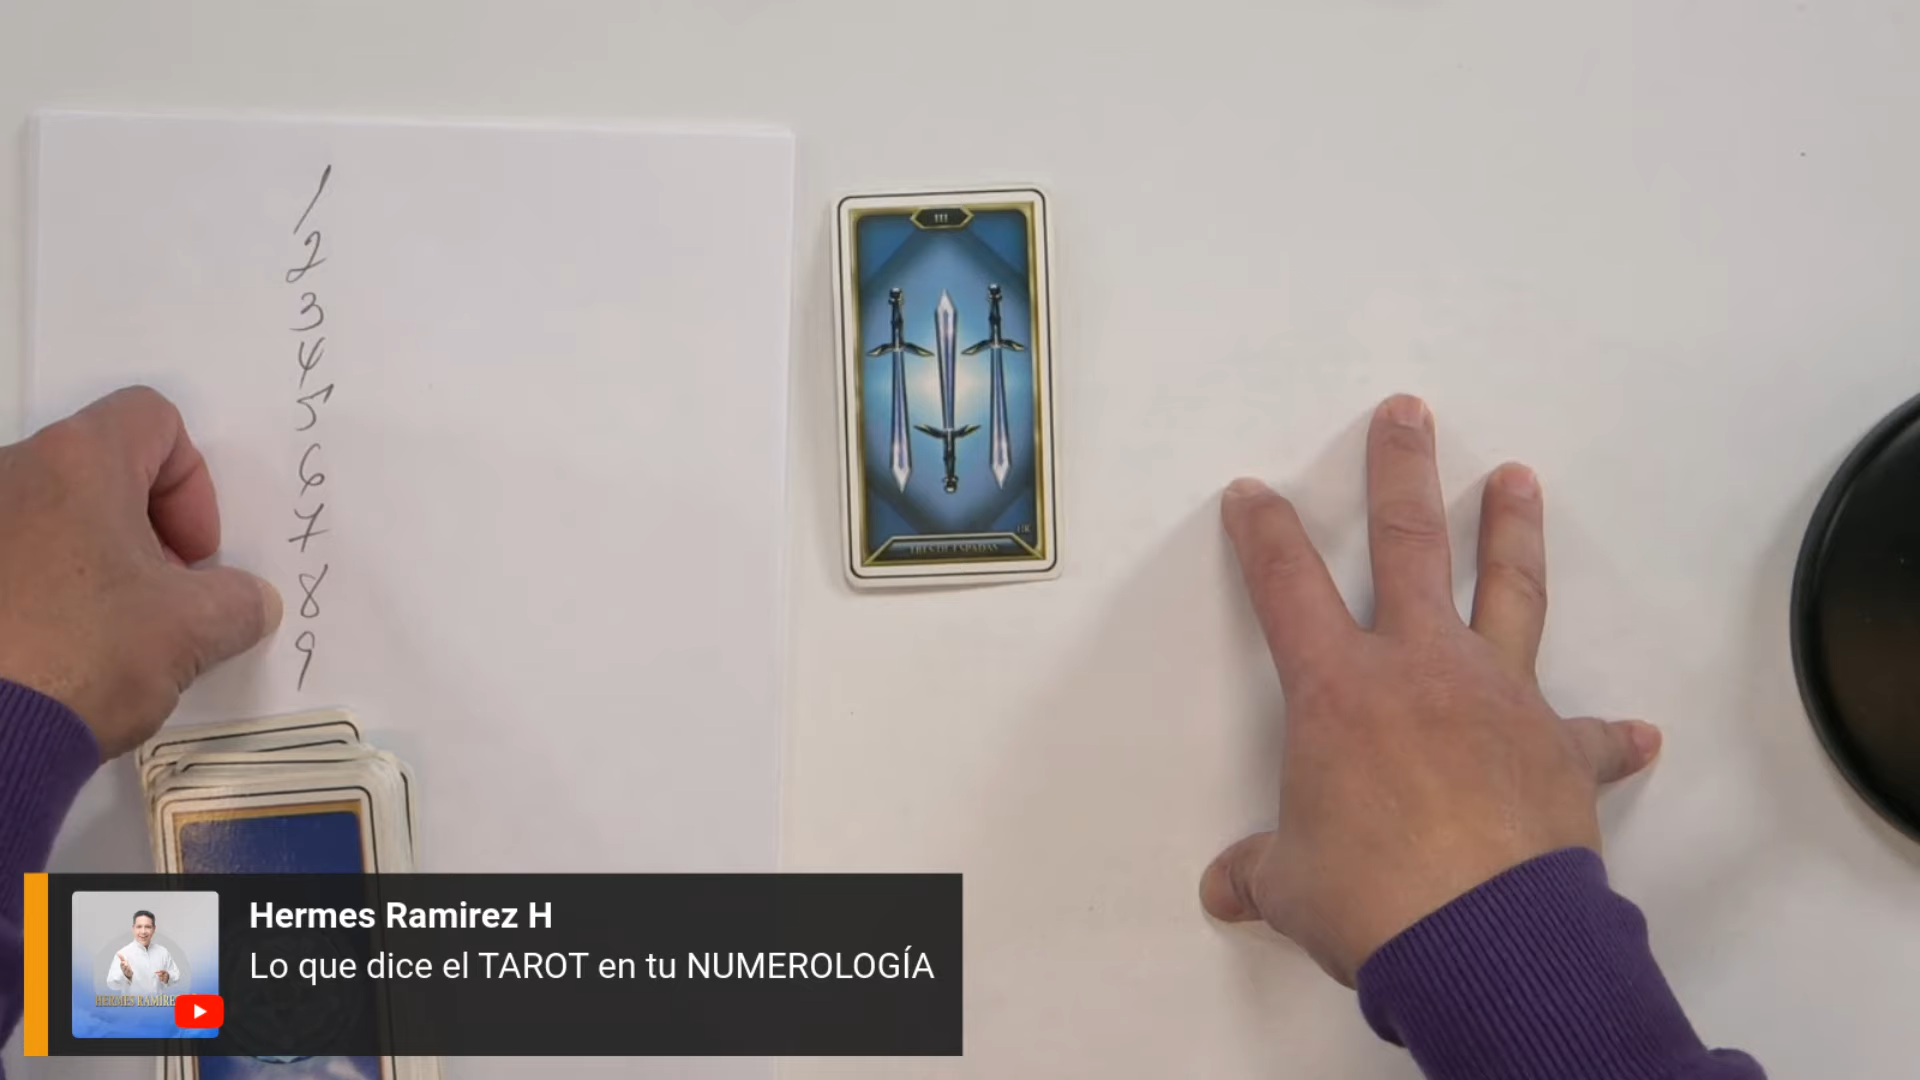 1
2
3
4
5
6
7
8
9
III
TRES DE ESPADAS
Hermes Ramirez H
Lo que dice el TAROT en tu NUMEROLOGÍA